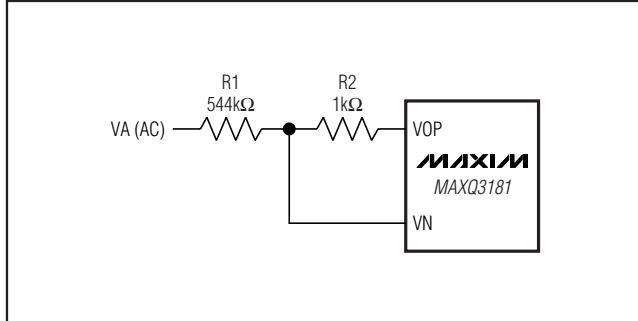 R1
544kΩ
R2
1kΩ
VA (AC)
VOP
MAXIM
MAXQ3181
VN